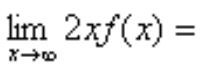 lim 2xf(x) =
x→∞